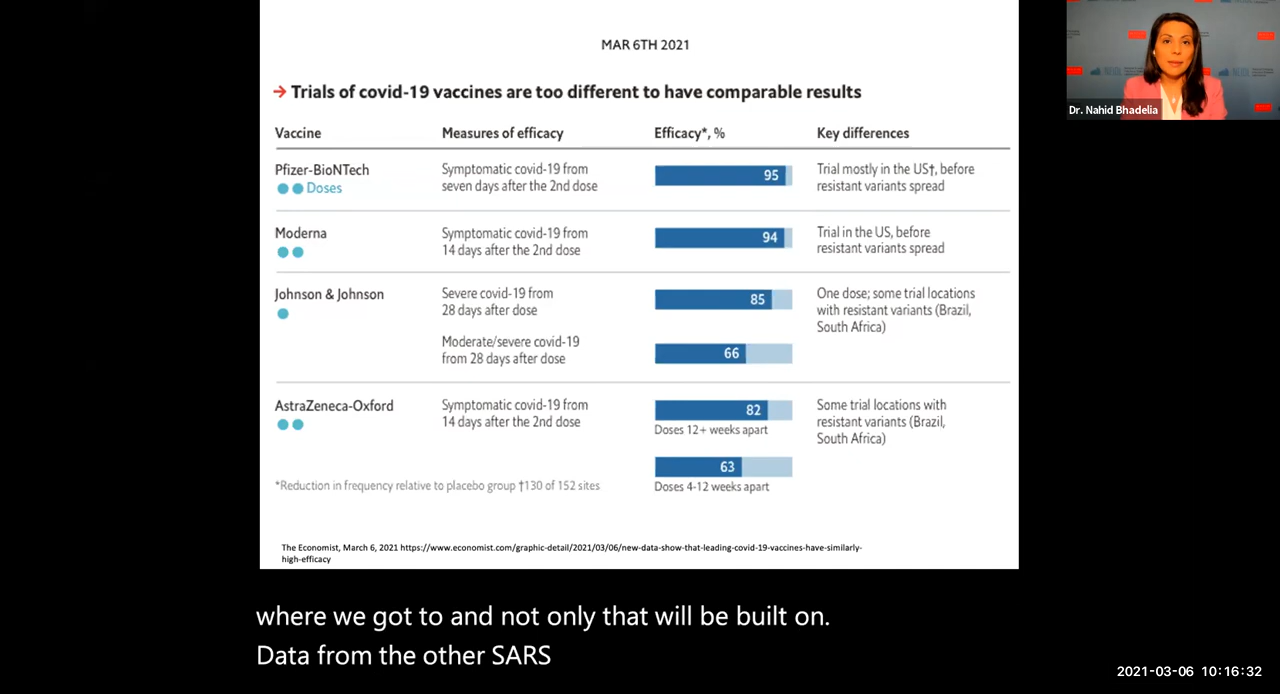 MAR 6TH 2021
→ Trials of covid-19 vaccines are too different to have comparable results
Vaccine Measures of efficacy Efficacy*, % Key differences
Pfizer-BioNTech
Doses
Symptomatic covid-19 from
seven days after the 2nd dose
95
Trial mostly in the US†, before
resistant variants spread
Moderna
Symptomatic covid-19 from
14 days after the 2nd dose
94
Trial in the US, before
resistant variants spread
Johnson & Johnson
Severe covid-19 from
28 days after dose
85
One dose; some trial locations
with resistant variants (Brazil,
South Africa)
Moderate/severe covid-19
from 28 days after dose
66
AstraZeneca-Oxford
Symptomatic covid-19 from
14 days after the 2nd dose
82
Doses 12+ weeks apart
Some trial locations with
resistant variants (Brazil,
South Africa)
63
Doses 4-12 weeks apart
*Reduction in frequency relative to placebo group †130 of 152 sites
The Economist, March 6, 2021 https://www.economist.com/graphic-detail/2021/03/06/new-data-show-that-leading-covid-19-vaccines-have-similarly-
high-efficacy
Dr. Nahid Bhadelia
where we got to and not only that will be built on.
Data from the other SARS
2021-03-06 10:16:32